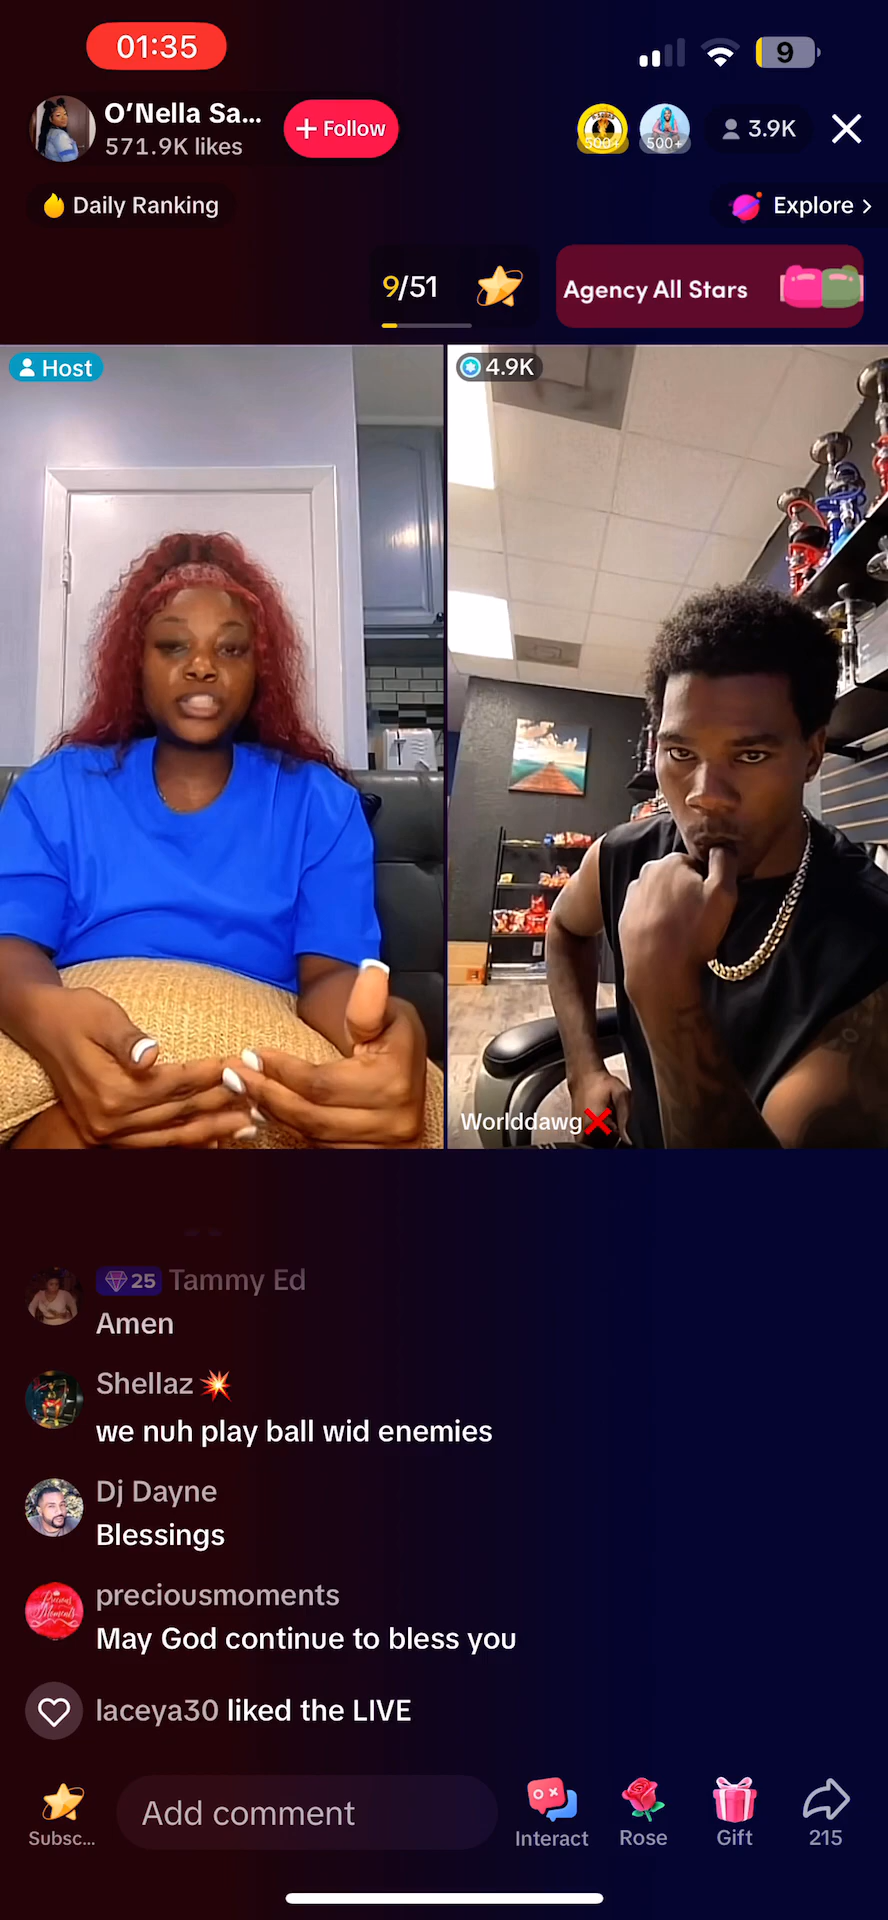 01:35
9
O’Nella Sa...
571.9K likes
+ Follow
500+
500+
3.9K
Daily Ranking
Explore >
9/51
Agency All Stars
Host
4.9K
Worlddawg❌
25 Tammy Ed
Amen
Shellaz 💥
we nuh play ball wid enemies
Dj Dayne
Blessings
preciousmoments
Precious
Moments
May God continue to bless you
laceya30 liked the LIVE
Subsc...
Add comment
Interact
Rose
Gift
215